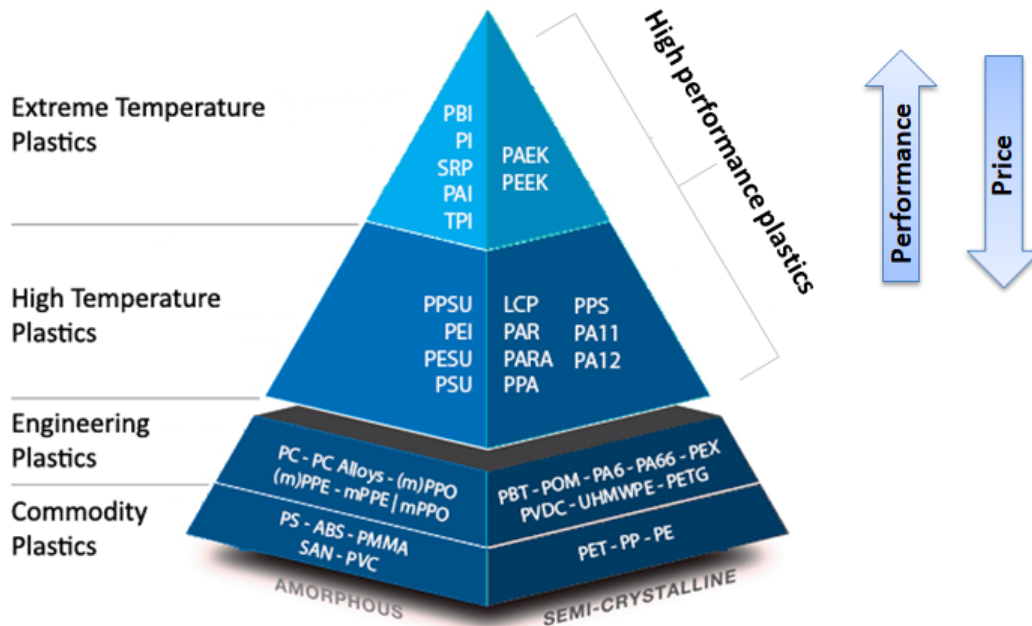 Extreme Temperature
Plastics
PBI
PI
SRP
PAI
TPI
PAEK
PEEK
High performance plastics
Performance
Price
High Temperature
Plastics
PPSU
PEI
PESU
PSU
LCP
PAR
PARA
PPA
PPS
PA11
PA12
Engineering
Plastics
PC - PC Alloys - (m)PPO
(m)PPE - mPPE | mPPO
PBT - POM - PA6 - PA66 - PEX
PVDC - UHMWPE - PETG
Commodity
Plastics
PS - ABS - PMMA
SAN - PVC
PET - PP - PE
AMORPHOUS
SEMI-CRYSTALLINE